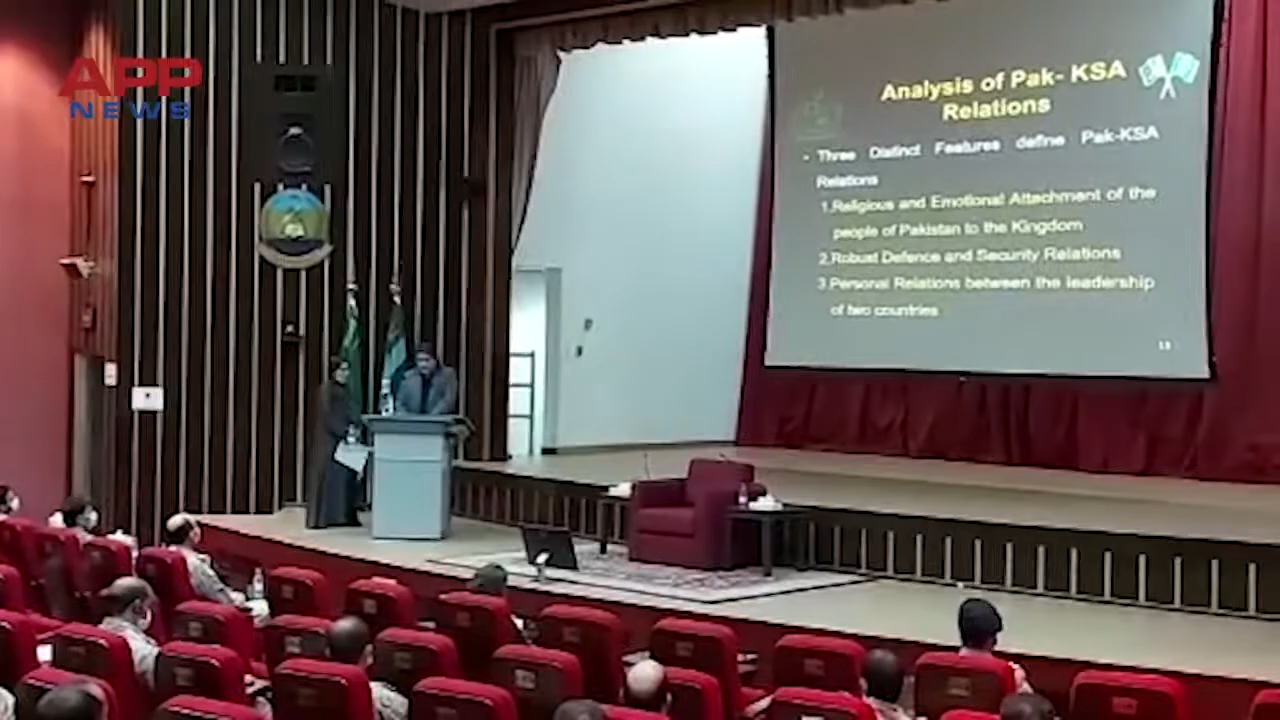 APP
NEWS
Analysis of Pak- KSA
Relations
• Three Distinct Features define Pak-KSA
Relations
1.Religious and Emotional Attachment of the
people of Pakistan to the Kingdom
2.Robust Defence and Security Relations
3.Personal Relations between the leadership
of two countries